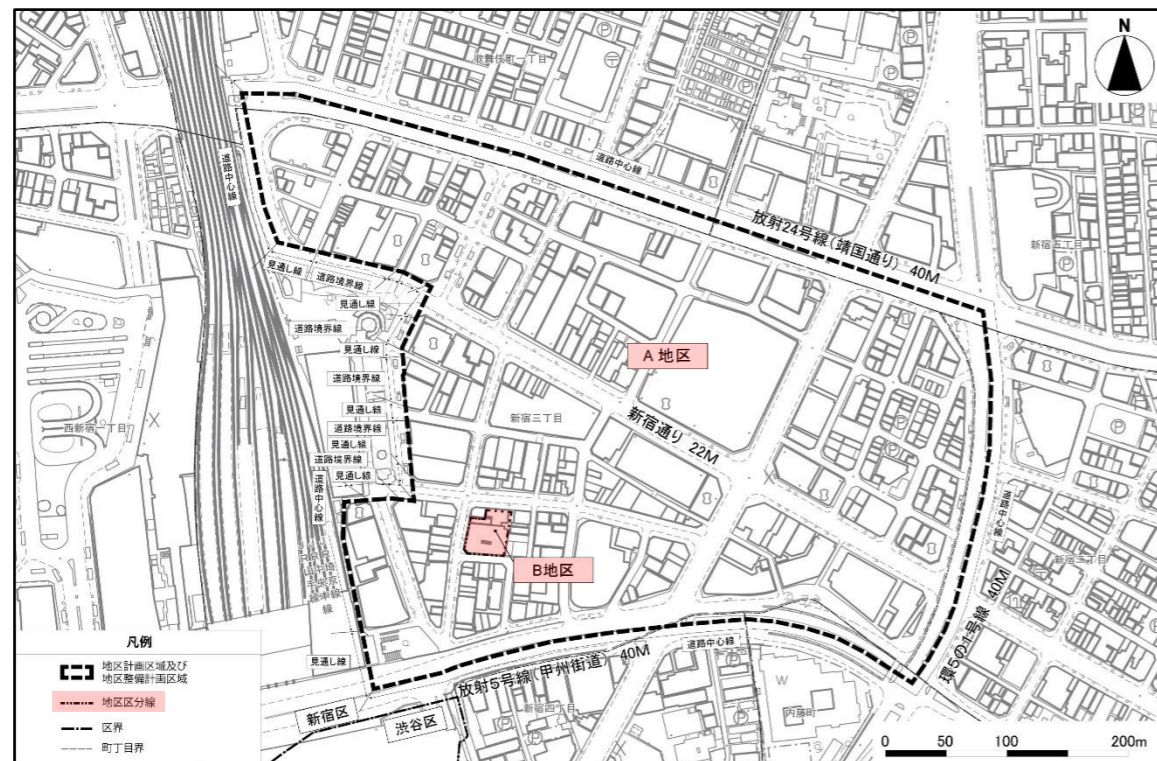 N
歌舞伎町一丁目
道路中心線
道路中心線
放射24号線(靖国通り) 40M
新宿五丁目
見通し線
道路境界線
見通し線
道路境界線
見通し線
道路境界線
見通し線
道路境界線
見通し線
道路境界線
見通し線
A地区
新宿三丁目
新宿通り 22M
西新宿一丁目
道路中心線
道路中心線
新宿三丁目
環5の1号線 40M
B地区
見通し線
道路中心線
放射5号線(甲州街道) 40M
新宿区
渋谷区
新宿四丁目
内藤町
凡例
地区計画区域及び
地区整備計画区域
地区区分線
区界
町丁目界
0 50 100 200m